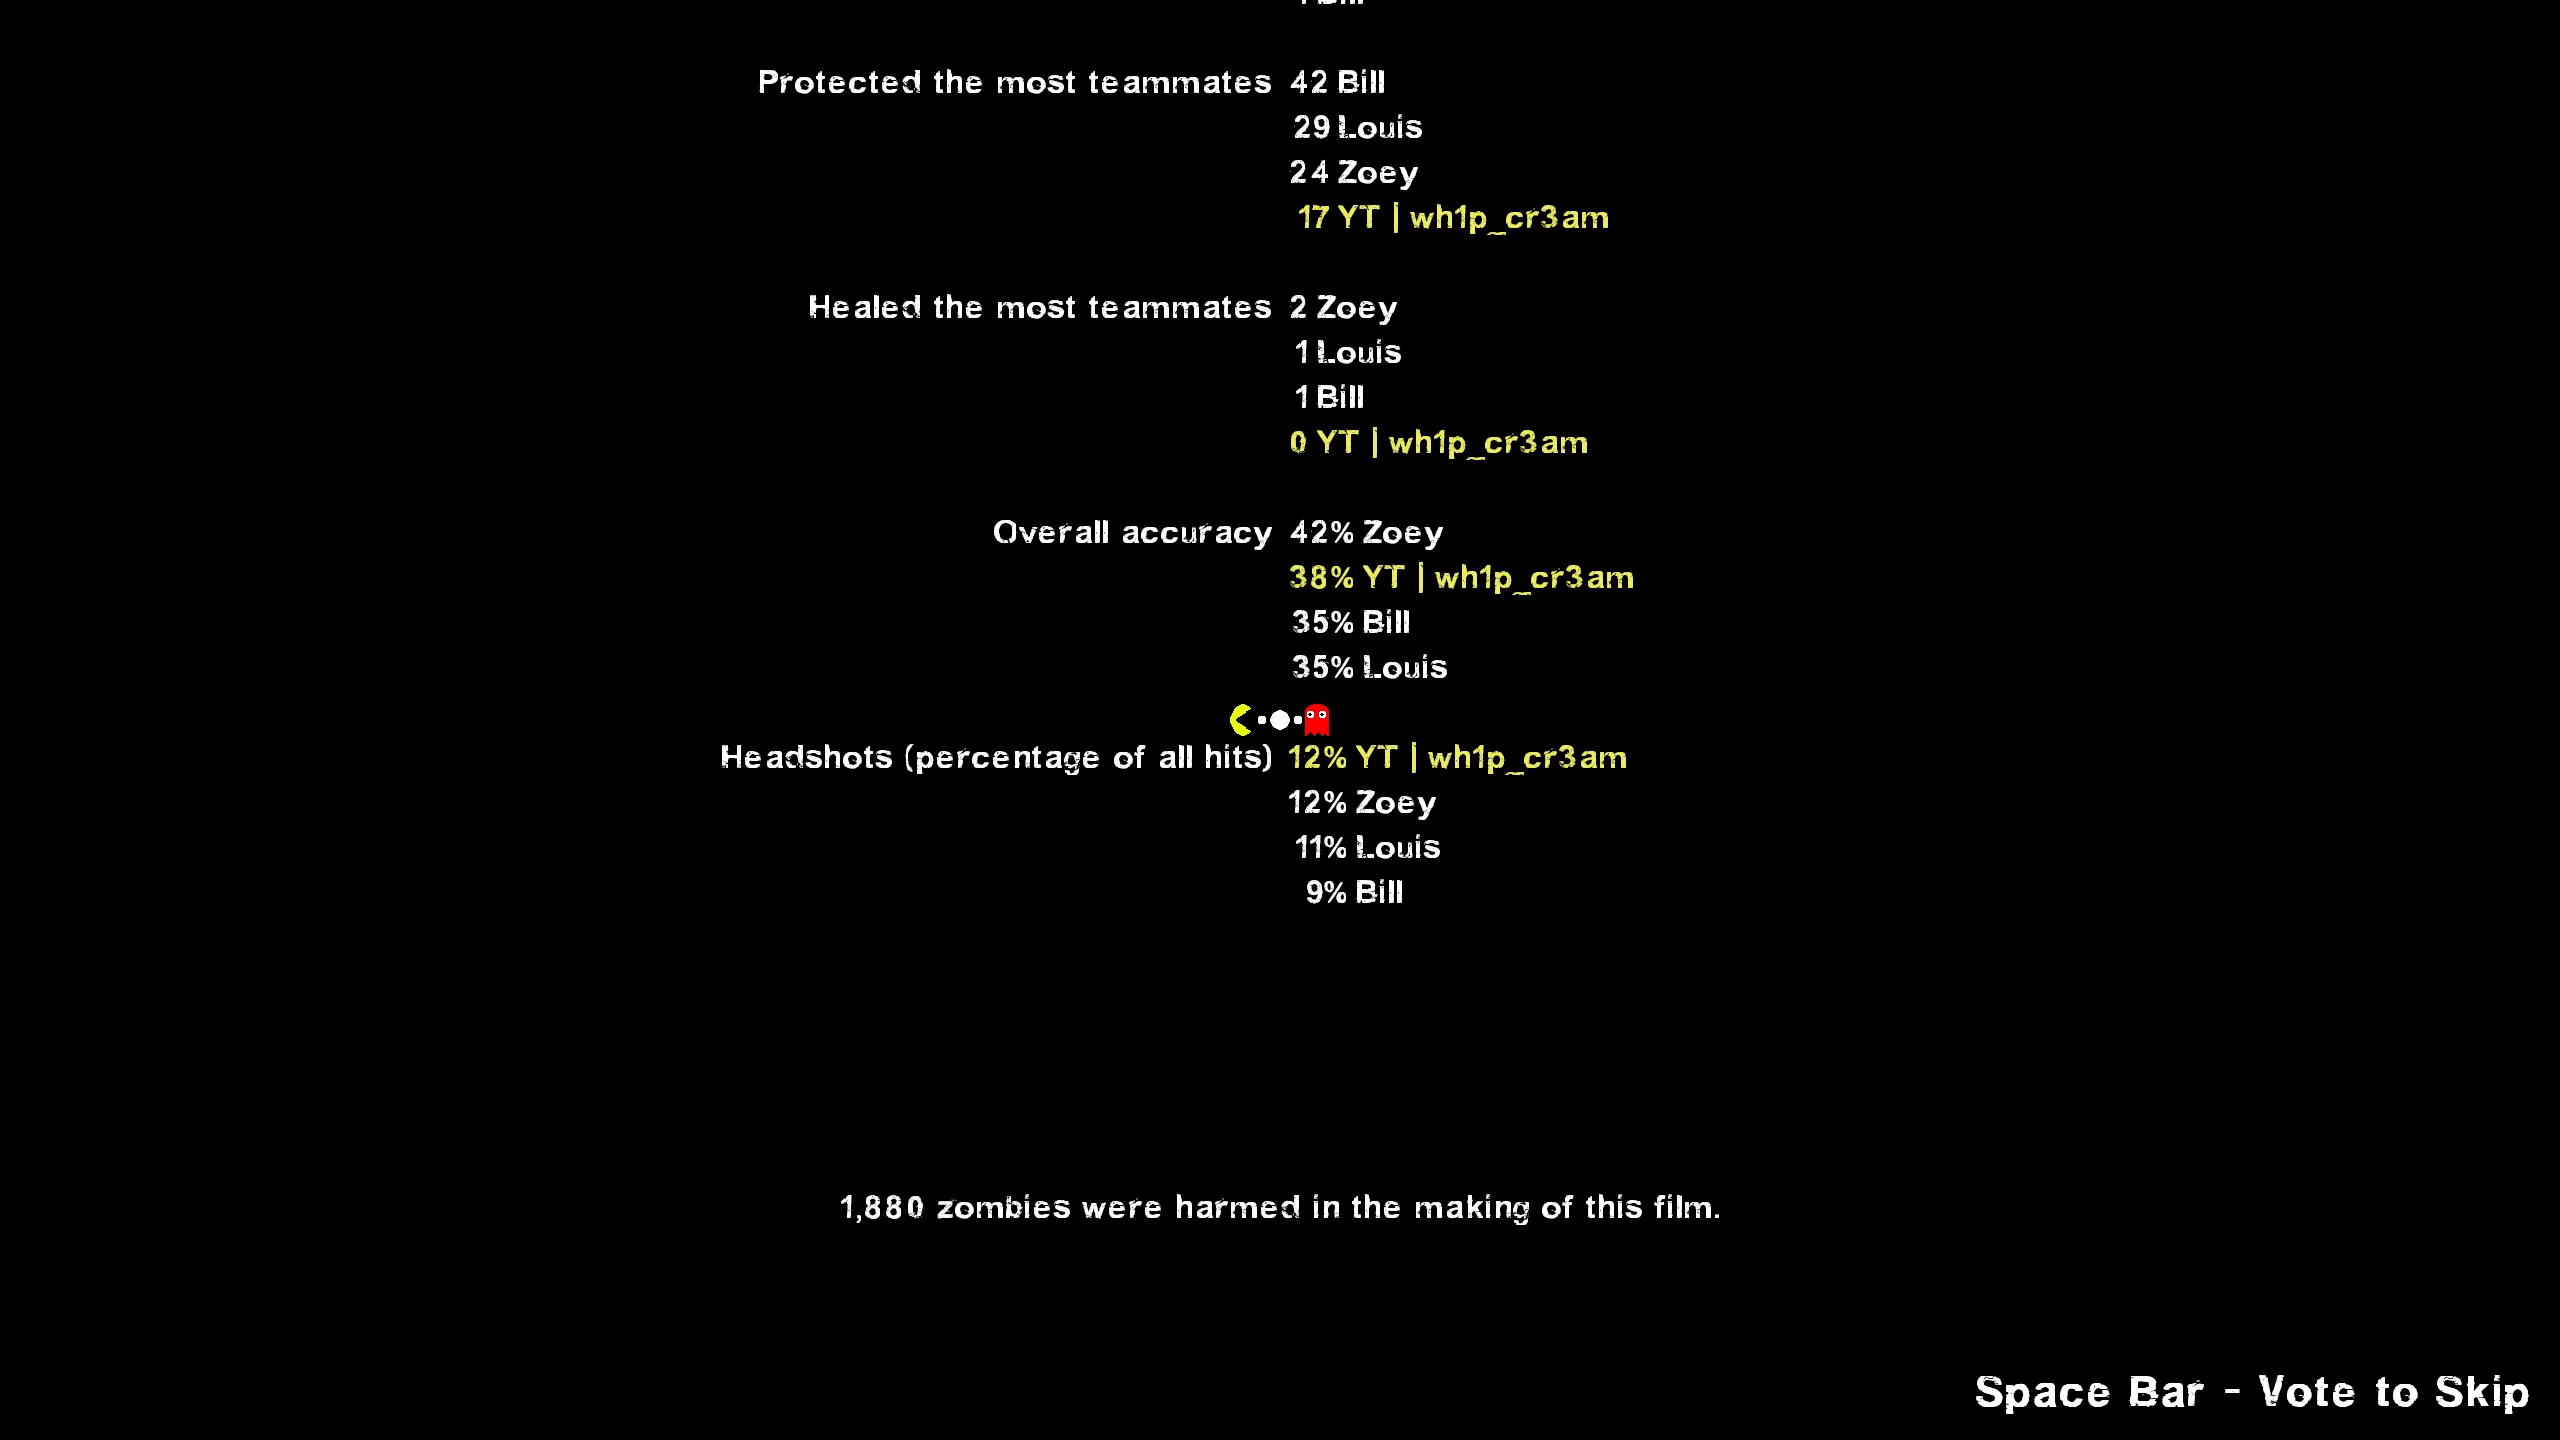 Protected the most teammates 42 Bill
29 Louis
24 Zoey
17 YT | wh1p_cr3am
Healed the most teammates 2 Zoey
1 Louis
1 Bill
0 YT | wh1p_cr3am
Overall accuracy 42% Zoey
38% YT | wh1p_cr3am
35% Bill
35% Louis
Headshots (percentage of all hits) 12% YT | wh1p_cr3am
12% Zoey
11% Louis
9% Bill
1,880 zombies were harmed in the making of this film.
Space Bar - Vote to Skip